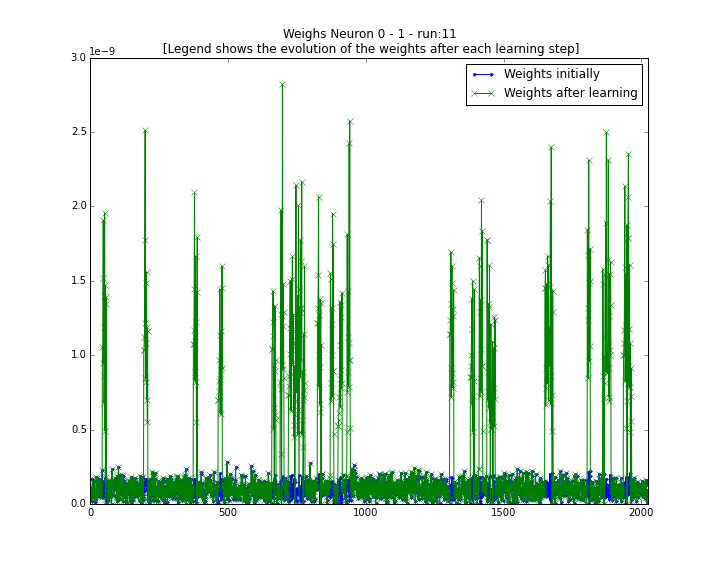 Weighs Neuron 0 - 1 - run:11
[Legend shows the evolution of the weights after each learning step]
1e−9
3.0
Weights initially
Weights after learning
2.5
2.0
1.5
1.0
0.5
0.0
0 500 1000 1500 2000